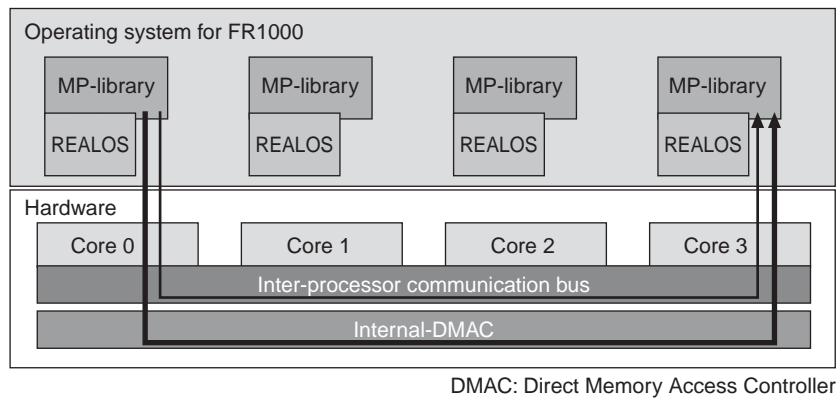 Operating system for FR1000
MP-library MP-library MP-library MP-library
REALOS REALOS REALOS REALOS
Hardware
Core 0 Core 1 Core 2 Core 3
Inter-processor communication bus
Internal-DMAC
DMAC: Direct Memory Access Controller